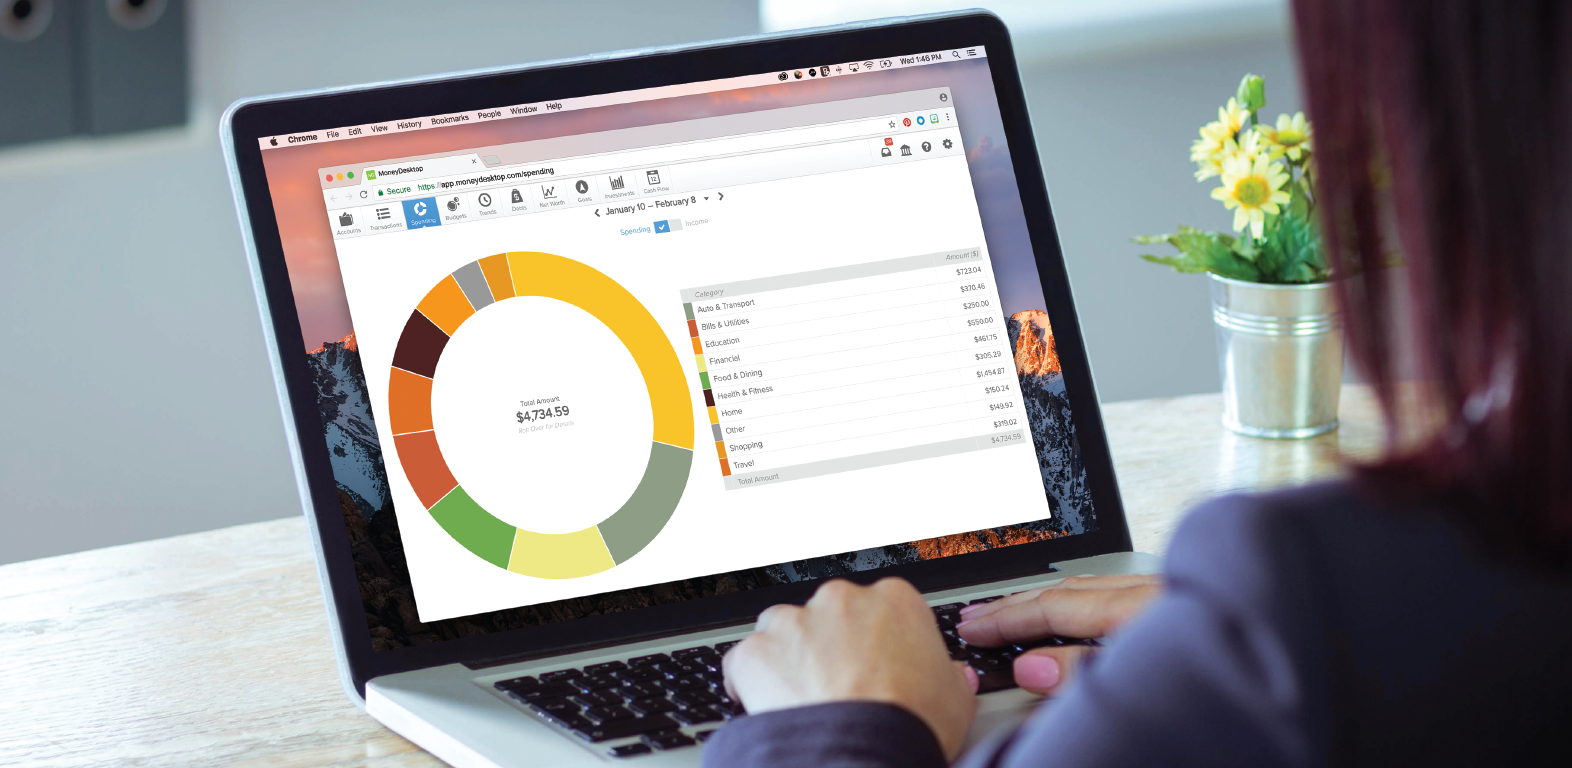 Chrome File Edit View History Bookmarks People Window Help
Wed 1:48 PM
MoneyDesktop
Secure https://app.moneydesktop.com/spending
Accounts Transactions Spending Budgets Trends Debts Net Worth Goals Investments Cash Flow
January 10 – February 8
Spending Income
Category Amount ($)
Auto & Transport $723.04
Bills & Utilities $370.46
Education $250.00
Financial $550.00
Food & Dining $461.75
Health & Fitness $305.29
Home $1,454.87
Other $150.24
Shopping $149.92
Travel $319.02
Total Amount $4,734.59
Total Amount
$4,734.59
Roll Over for Details